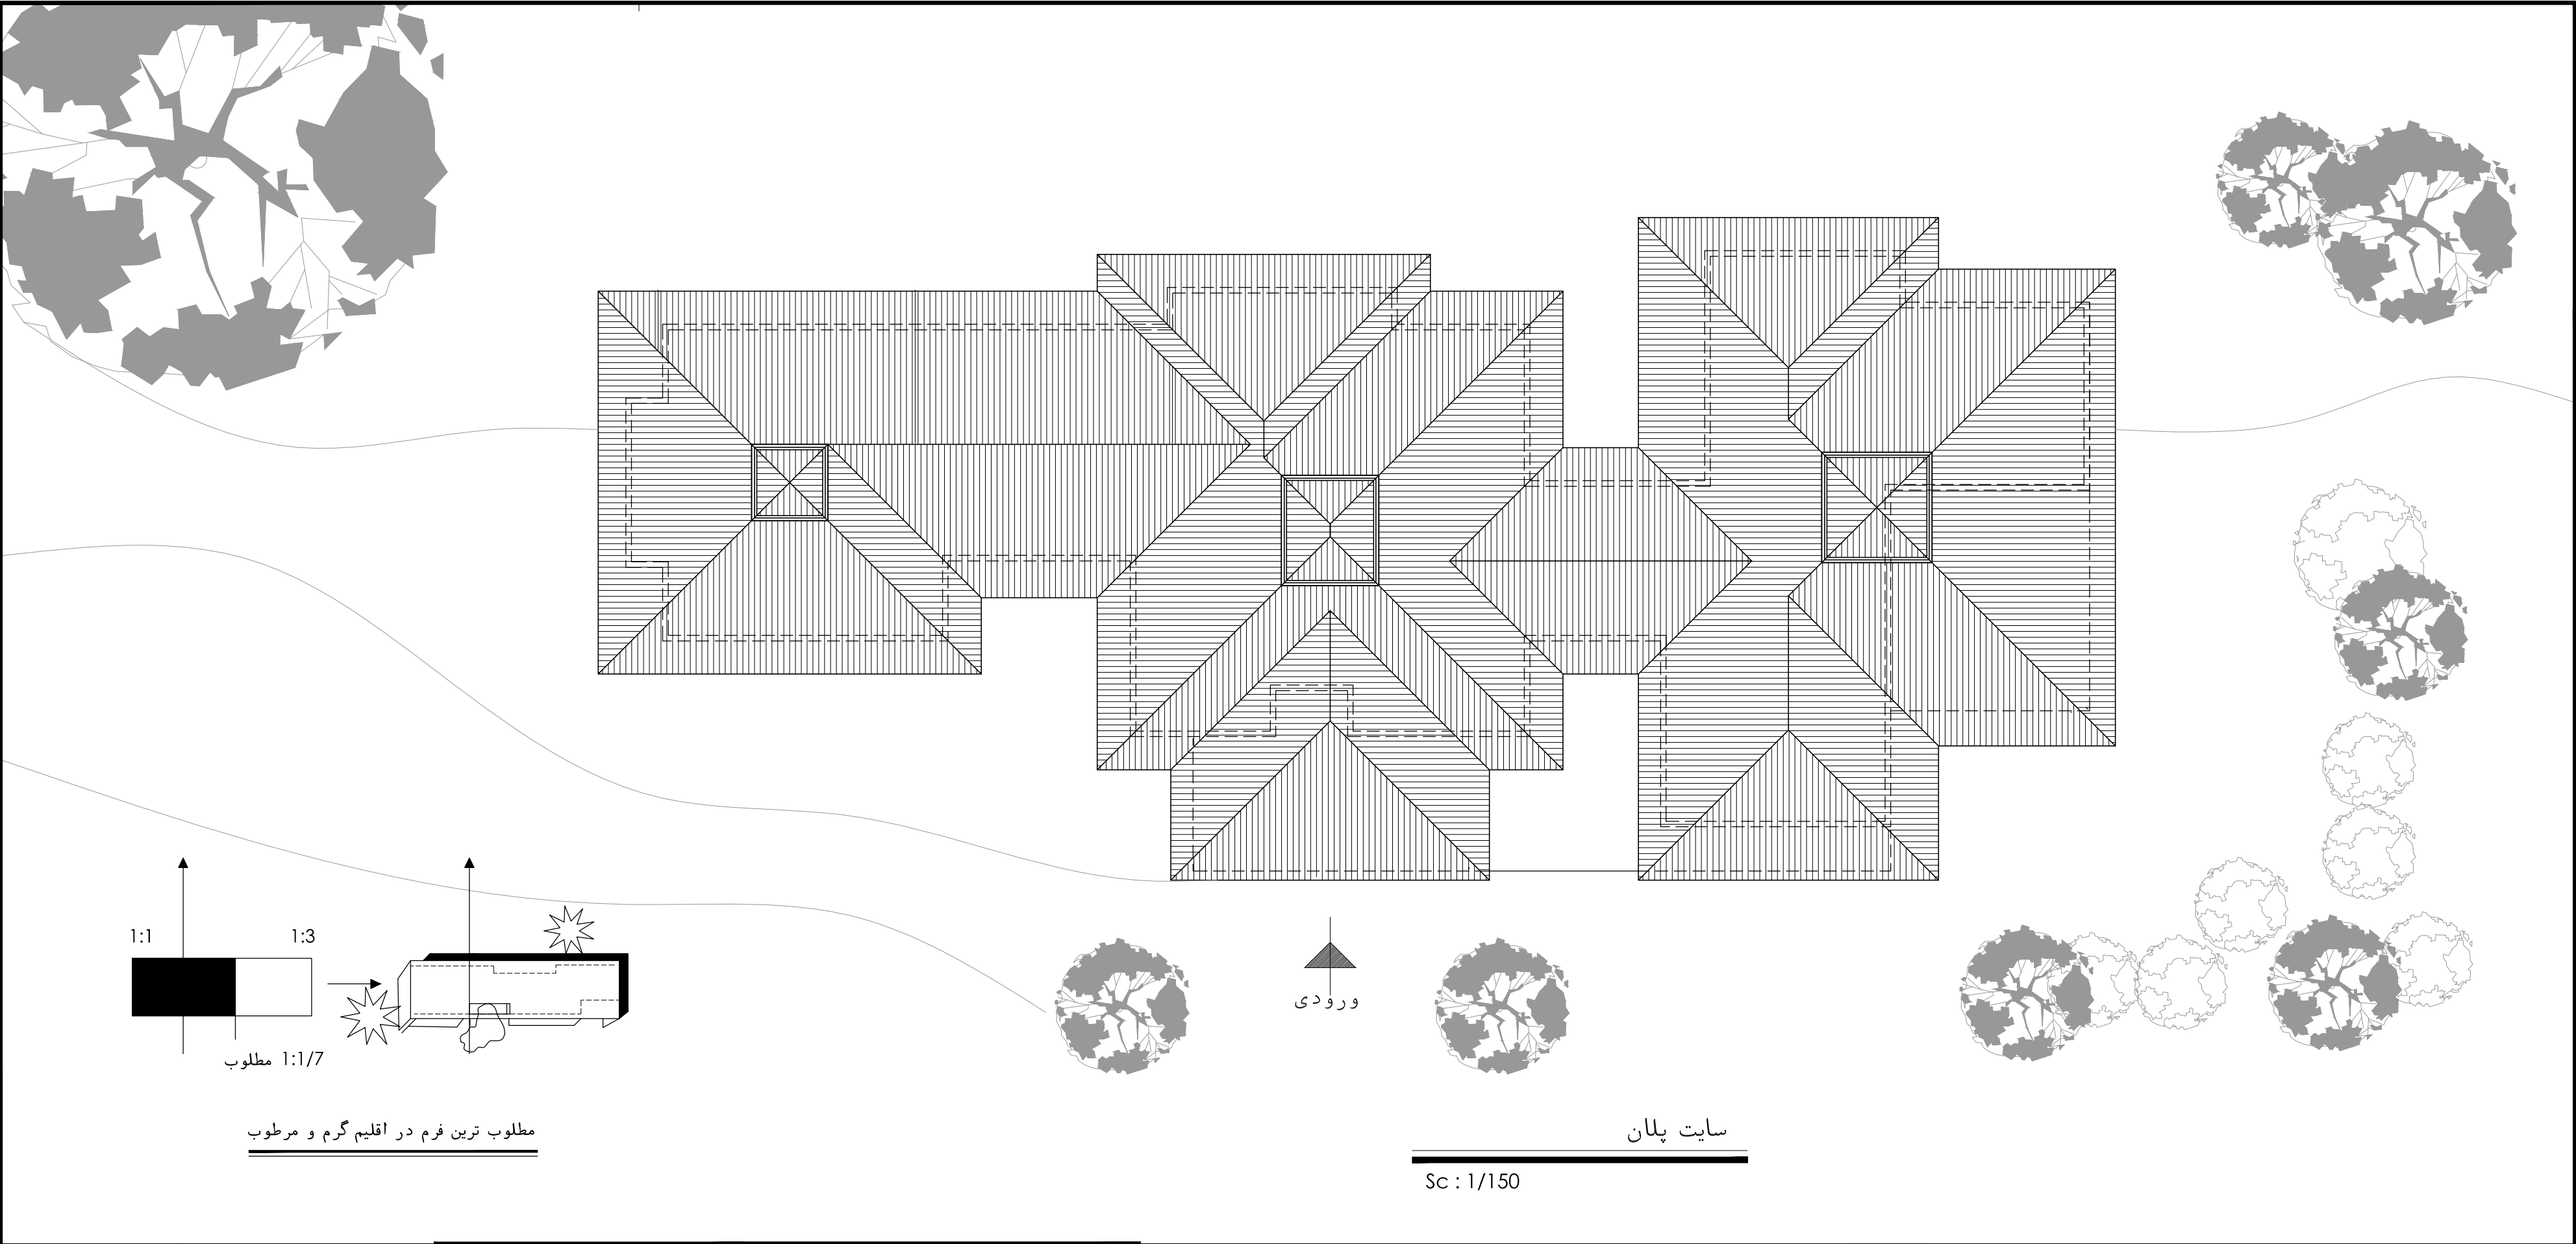 1:1
1:3
مطلوب 1:1/7
مطلوب ترین فرم در اقلیم گرم و مرطوب
ورودی
سایت پلان
Sc : 1/150